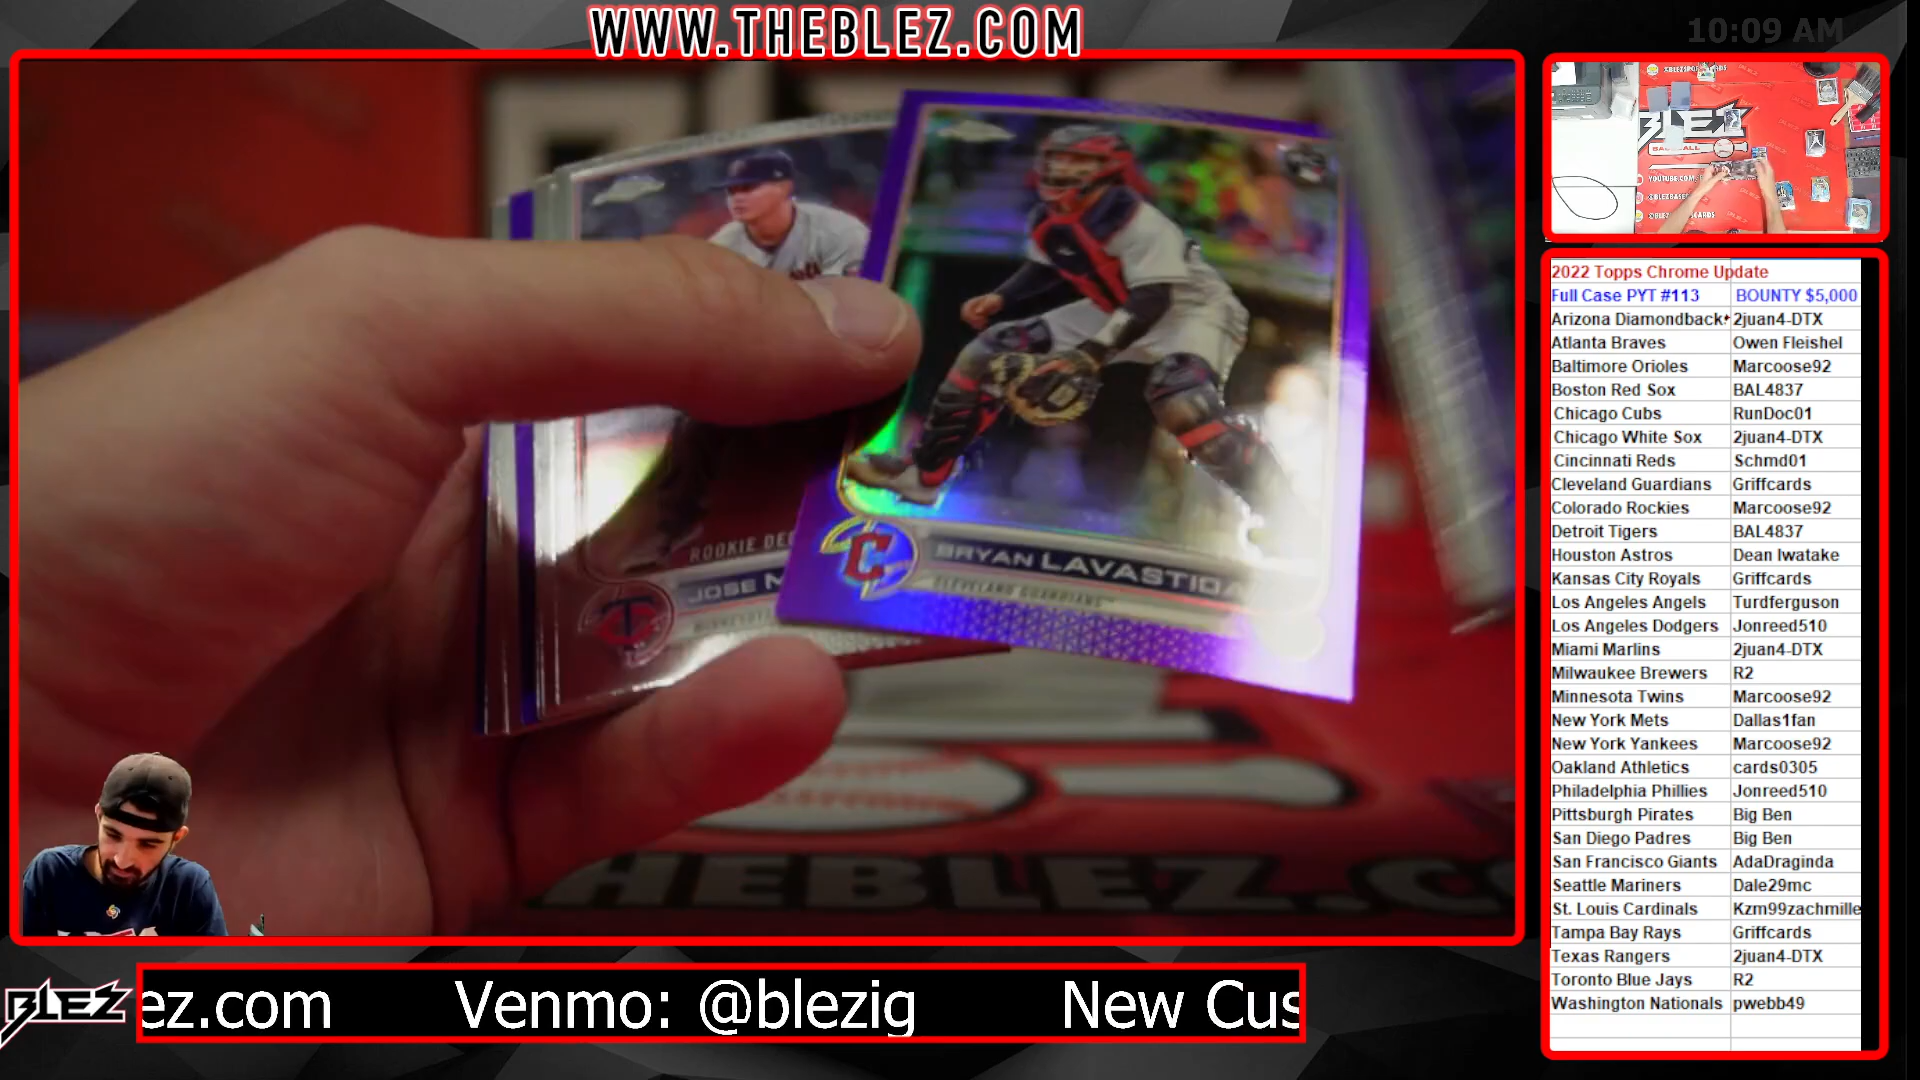 WWW.THEBLEZ.COM
10:09 AM
ROOKIE DE
JOSE M
BRYAN LAVASTIDA
CLEVELAND GUARDIANS™
HEBLEZ.C
BLEZ
2022 Topps Chrome Update
Full Case PYT #113 BOUNTY $5,000
Arizona Diamondback 2juan4-DTX
Atlanta Braves Owen Fleishel
Baltimore Orioles Marcoose92
Boston Red Sox BAL4837
Chicago Cubs RunDoc01
Chicago White Sox 2juan4-DTX
Cincinnati Reds Schmd01
Cleveland Guardians Griffcards
Colorado Rockies Marcoose92
Detroit Tigers BAL4837
Houston Astros Dean Iwatake
Kansas City Royals Griffcards
Los Angeles Angels Turdferguson
Los Angeles Dodgers Jonreed510
Miami Marlins 2juan4-DTX
Milwaukee Brewers R2
Minnesota Twins Marcoose92
New York Mets Dallas1fan
New York Yankees Marcoose92
Oakland Athletics cards0305
Philadelphia Phillies Jonreed510
Pittsburgh Pirates Big Ben
San Diego Padres Big Ben
San Francisco Giants AdaDraginda
Seattle Mariners Dale29mc
St. Louis Cardinals Kzm99zachmille
Tampa Bay Rays Griffcards
Texas Rangers 2juan4-DTX
Toronto Blue Jays R2
Washington Nationals pwebb49
BLEZ
ez.com Venmo: @blezig New Cus